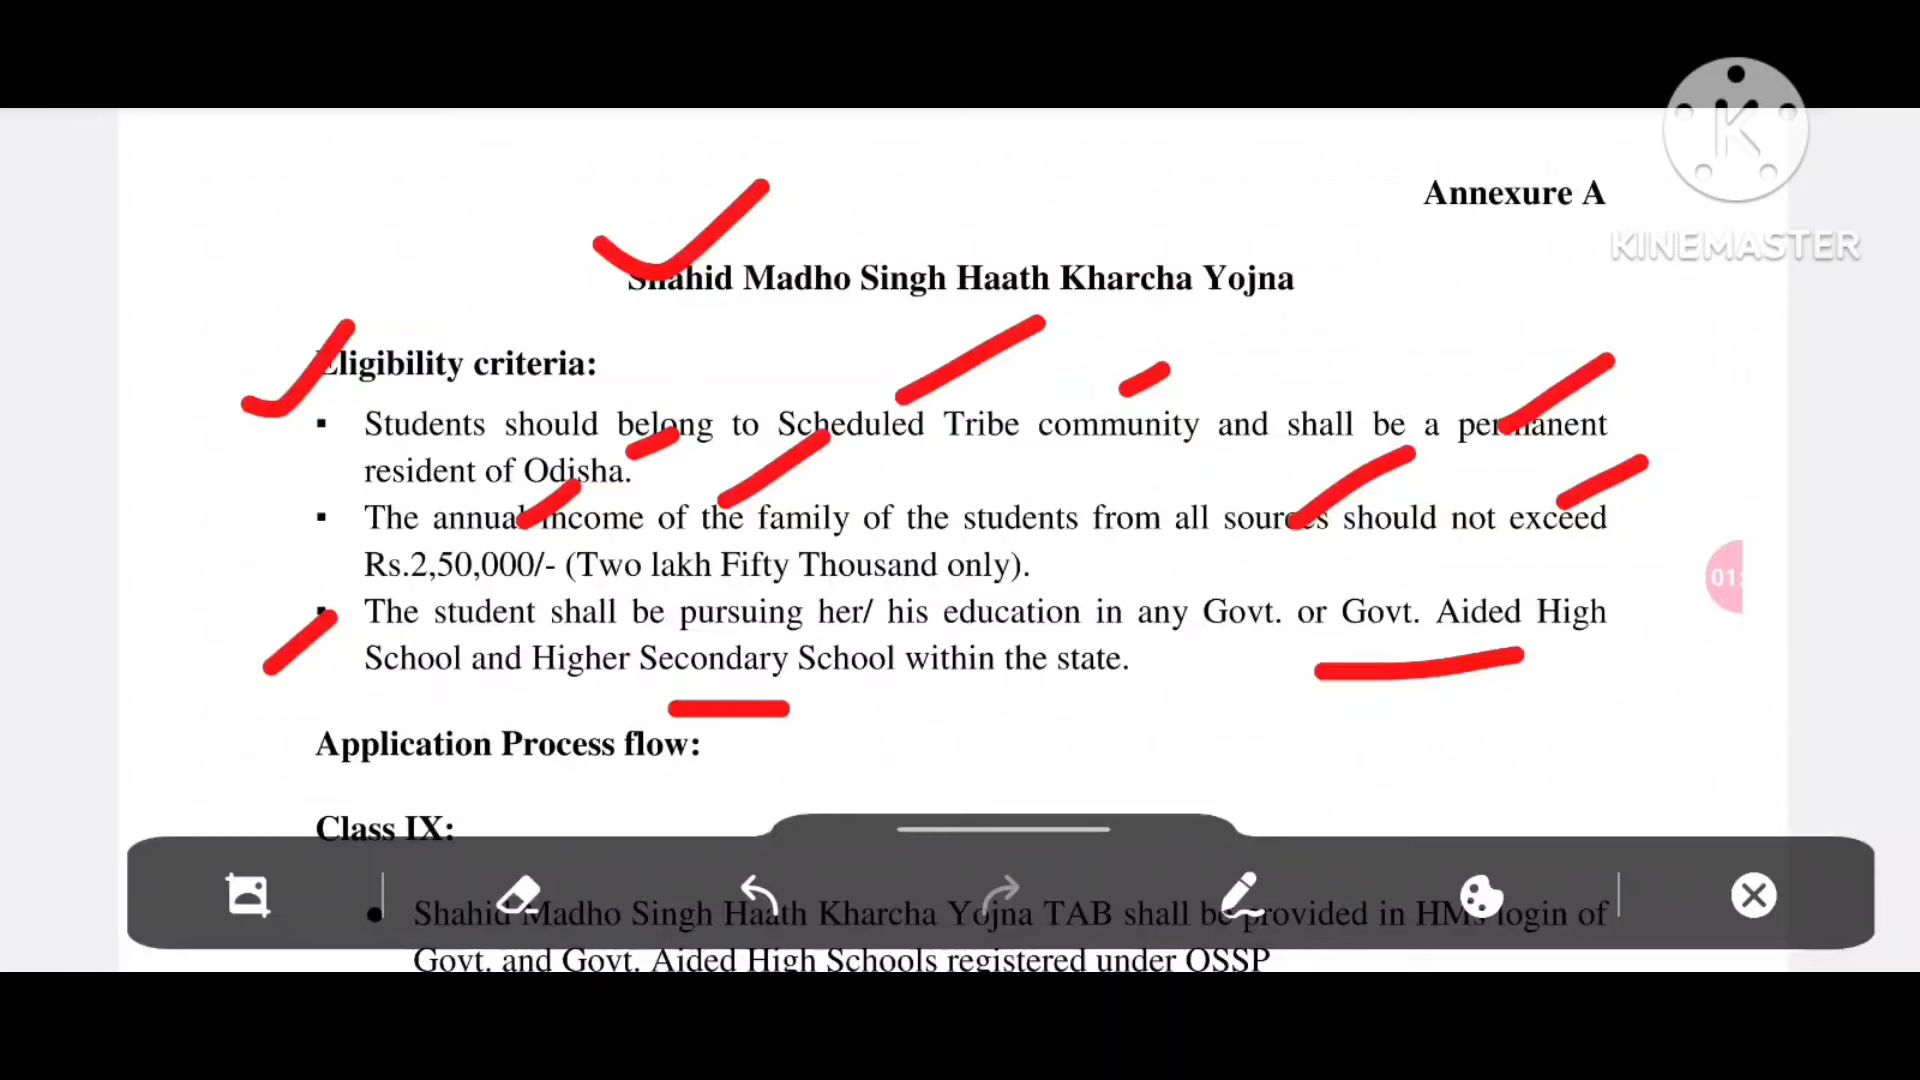 Annexure A
KINEMASTER
Shahid Madho Singh Haath Kharcha Yojna
Eligibility criteria:
▪ Students should belong to Scheduled Tribe community and shall be a permanent
resident of Odisha.
▪ The annual income of the family of the students from all sources should not exceed
Rs.2,50,000/- (Two lakh Fifty Thousand only).
01:
▪ The student shall be pursuing her/ his education in any Govt. or Govt. Aided High
School and Higher Secondary School within the state.
Application Process flow:
Class IX:
● Shahid Madho Singh Haath Kharcha Yojna TAB shall be provided in HMs login of
Govt. and Govt. Aided High Schools registered under OSSP